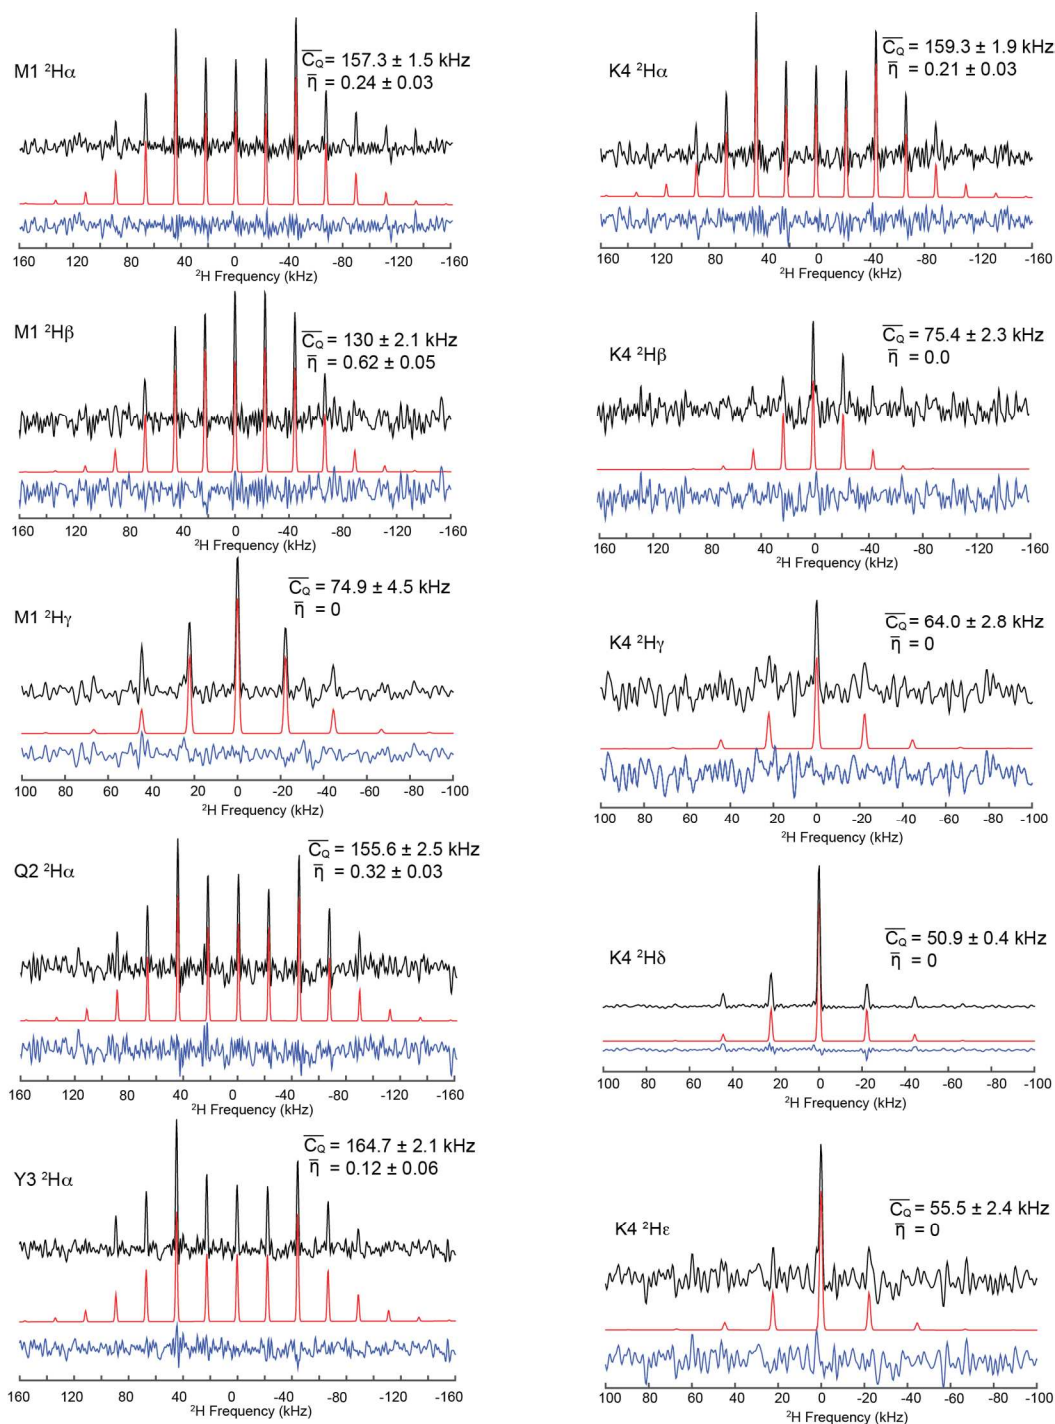 M1 ²Hα
C̅Q̅ = 157.3 ± 1.5 kHz
η̅ = 0.24 ± 0.03
160 120 80 40 0 -40 -80 -120 -160
²H Frequency (kHz)
M1 ²Hβ
C̅Q̅ = 130 ± 2.1 kHz
η̅ = 0.62 ± 0.05
160 120 80 40 0 -40 -80 -120 -160
²H Frequency (kHz)
M1 ²Hγ
C̅Q̅ = 74.9 ± 4.5 kHz
η̅ = 0
100 80 60 40 20 0 -20 -40 -60 -80 -100
²H Frequency (kHz)
Q2 ²Hα
C̅Q̅ = 155.6 ± 2.5 kHz
η̅ = 0.32 ± 0.03
160 120 80 40 0 -40 -80 -120 -160
²H Frequency (kHz)
Y3 ²Hα
C̅Q̅ = 164.7 ± 2.1 kHz
η̅ = 0.12 ± 0.06
160 120 80 40 0 -40 -80 -120 -160
²H Frequency (kHz)
K4 ²Hα
C̅Q̅ = 159.3 ± 1.9 kHz
η̅ = 0.21 ± 0.03
160 120 80 40 0 -40 -80 -120 -160
²H Frequency (kHz)
K4 ²Hβ
C̅Q̅ = 75.4 ± 2.3 kHz
η̅ = 0.0
160 120 80 40 0 -40 -80 -120 -160
²H Frequency (kHz)
K4 ²Hγ
C̅Q̅ = 64.0 ± 2.8 kHz
η̅ = 0
100 80 60 40 20 0 -20 -40 -60 -80 -100
²H Frequency (kHz)
K4 ²Hδ
C̅Q̅ = 50.9 ± 0.4 kHz
η̅ = 0
100 80 60 40 20 0 -20 -40 -60 -80 -100
²H Frequency (kHz)
K4 ²Hε
C̅Q̅ = 55.5 ± 2.4 kHz
η̅ = 0
100 80 60 40 20 0 -20 -40 -60 -80 -100
²H Frequency (kHz)